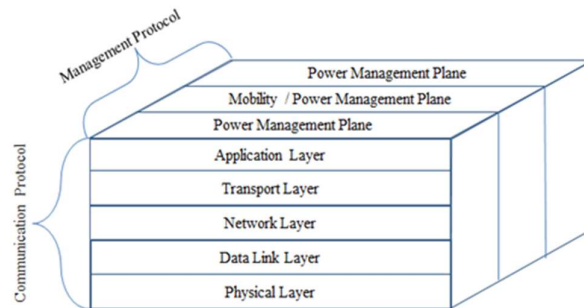 Management Protocol
Power Management Plane
Mobility / Power Management Plane
Power Management Plane
Communication Protocol
Application Layer
Transport Layer
Network Layer
Data Link Layer
Physical Layer